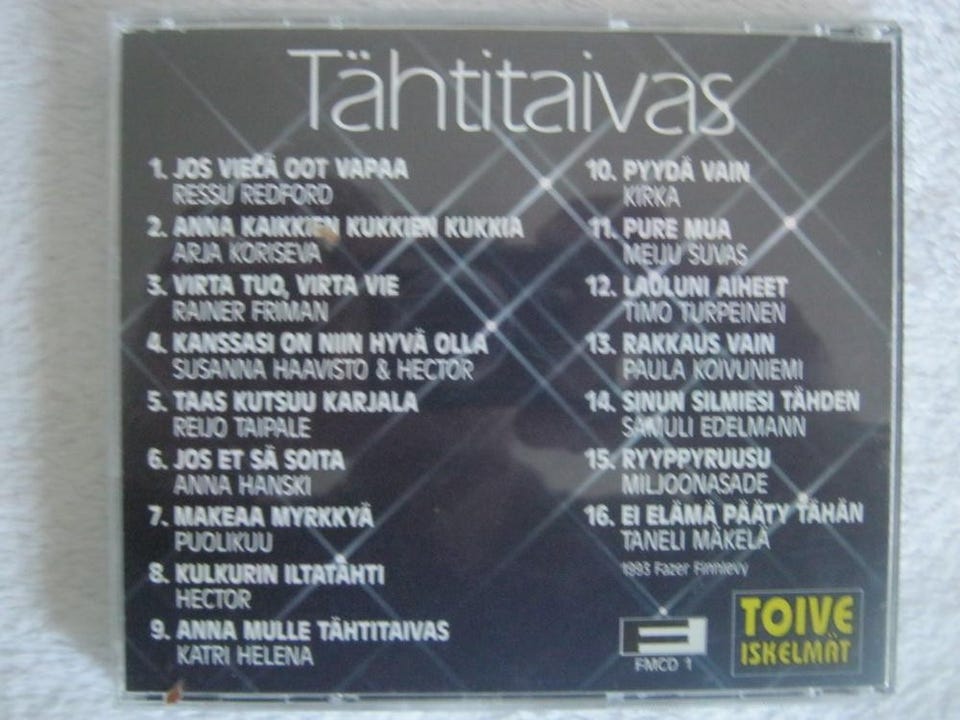 Tähtitaivas
1. JOS VIELÄ OOT VAPAA
RESSU REDFORD
2. ANNA KAIKKIEN KUKKIEN KUKKIA
ARJA KORISEVA
3. VIRTA TUO, VIRTA VIE
RAINER FRIMAN
4. KANSSASI ON NIIN HYVÄ OLLA
SUSANNA HAAVISTO & HECTOR
5. TAAS KUTSUU KARJALA
REIJO TAIPALE
6. JOS ET SÄ SOITA
ANNA HANSKI
7. MAKEAA MYRKKYÄ
PUOLIKUU
8. KULKURIN ILTATÄHTI
HECTOR
9. ANNA MULLE TÄHTITAIVAS
KATRI HELENA
10. PYYDÄ VAIN
KIRKA
11. PURE MUA
MEIJU SUVAS
12. LAULUNI AIHEET
TIMO TURPEINEN
13. RAKKAUS VAIN
PAULA KOIVUNIEMI
14. SINUN SILMIESI TÄHDEN
SAMULI EDELMANN
15. RYYPPYRUUSU
MILJOONASADE
16. EI ELÄMÄ PÄÄTY TÄHÄN
TANELI MÄKELÄ
1993 Fazer Finnlevy
F
FMCD 1
TOIVE
ISKELMÄT